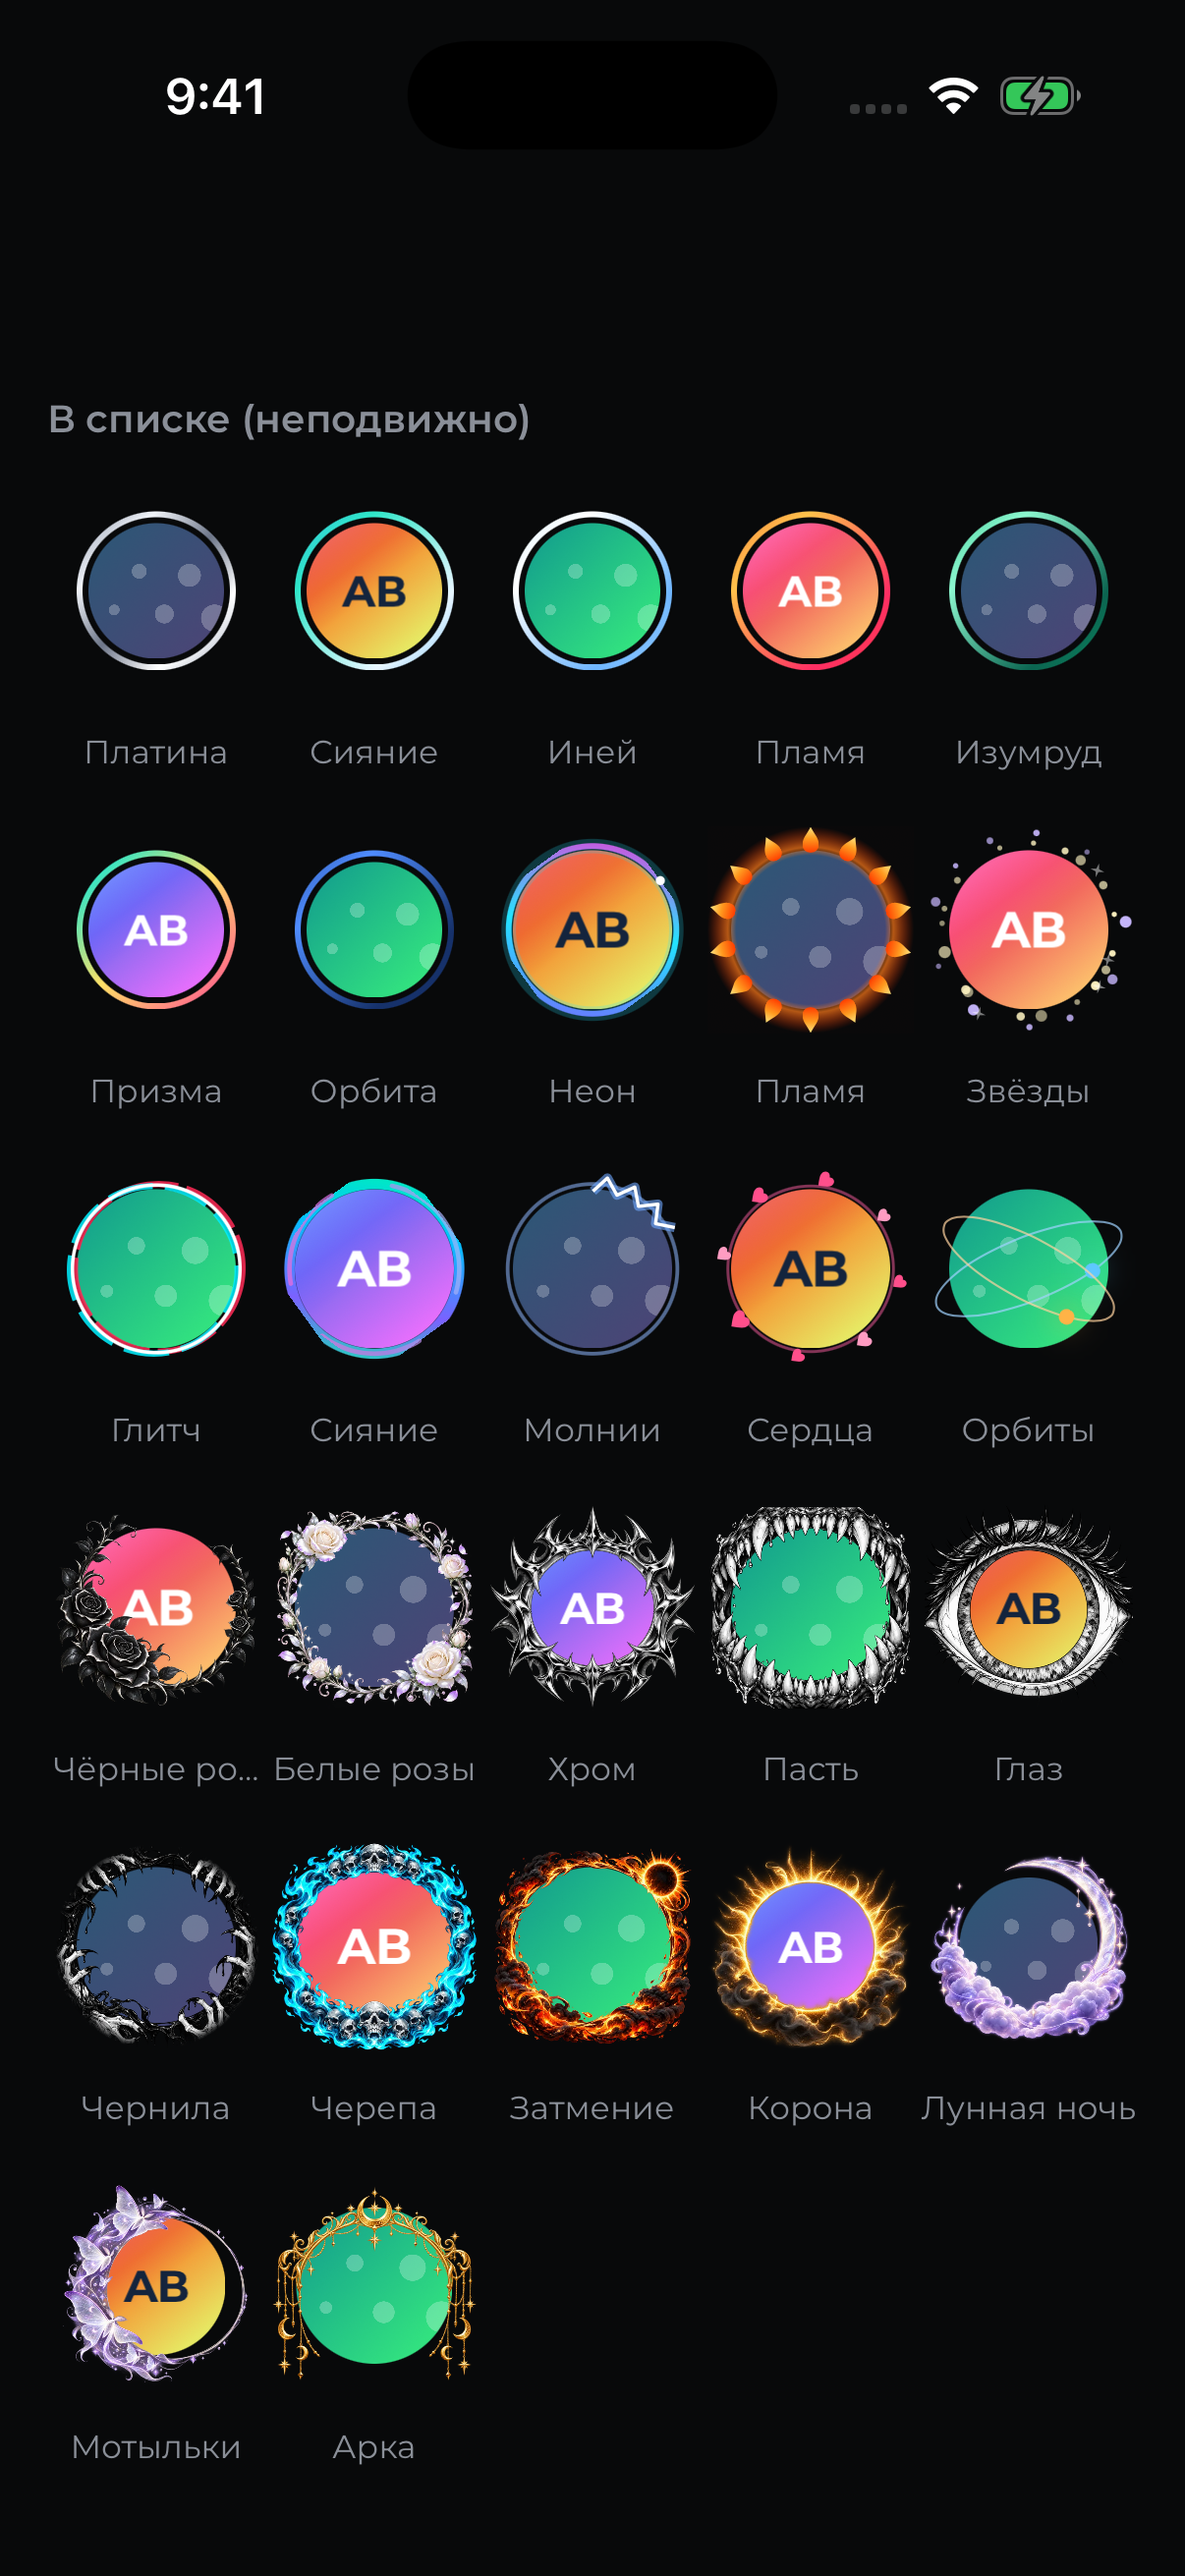 9:41
В списке (неподвижно)
AB AB
Платина Сияние Иней Пламя Изумруд
AB AB AB
Призма Орбита Неон Пламя Звёзды
AB AB
Глитч Сияние Молнии Сердца Орбиты
AB AB AB
Чёрные ро... Белые розы Хром Пасть Глаз
AB AB
Чернила Черепа Затмение Корона Лунная ночь
AB
Мотыльки Арка